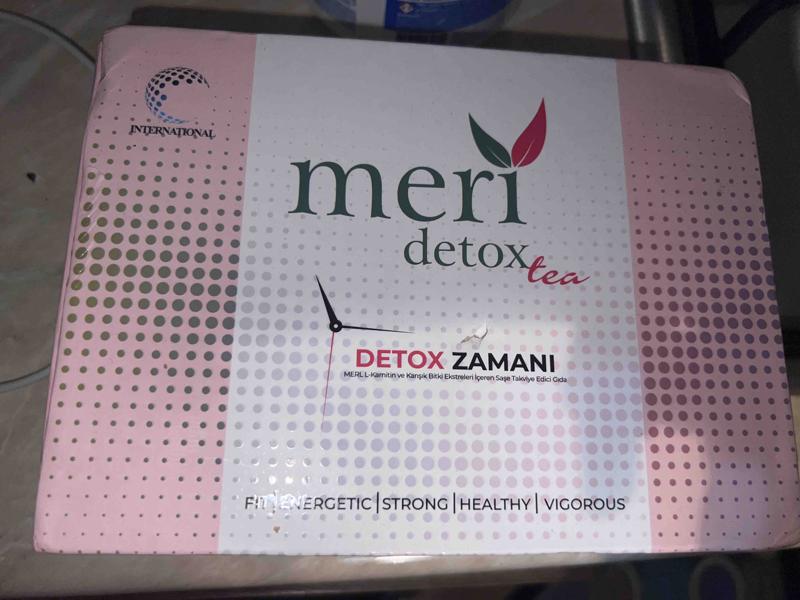 INTERNATIONAL
meri
detox
tea
DETOX ZAMANI
MERL L-Karnitin ve Karışık Bitki Ekstreleri İçeren Saşe Takviye Edici Gıda
FIT | ENERGETIC | STRONG | HEALTHY | VIGOROUS